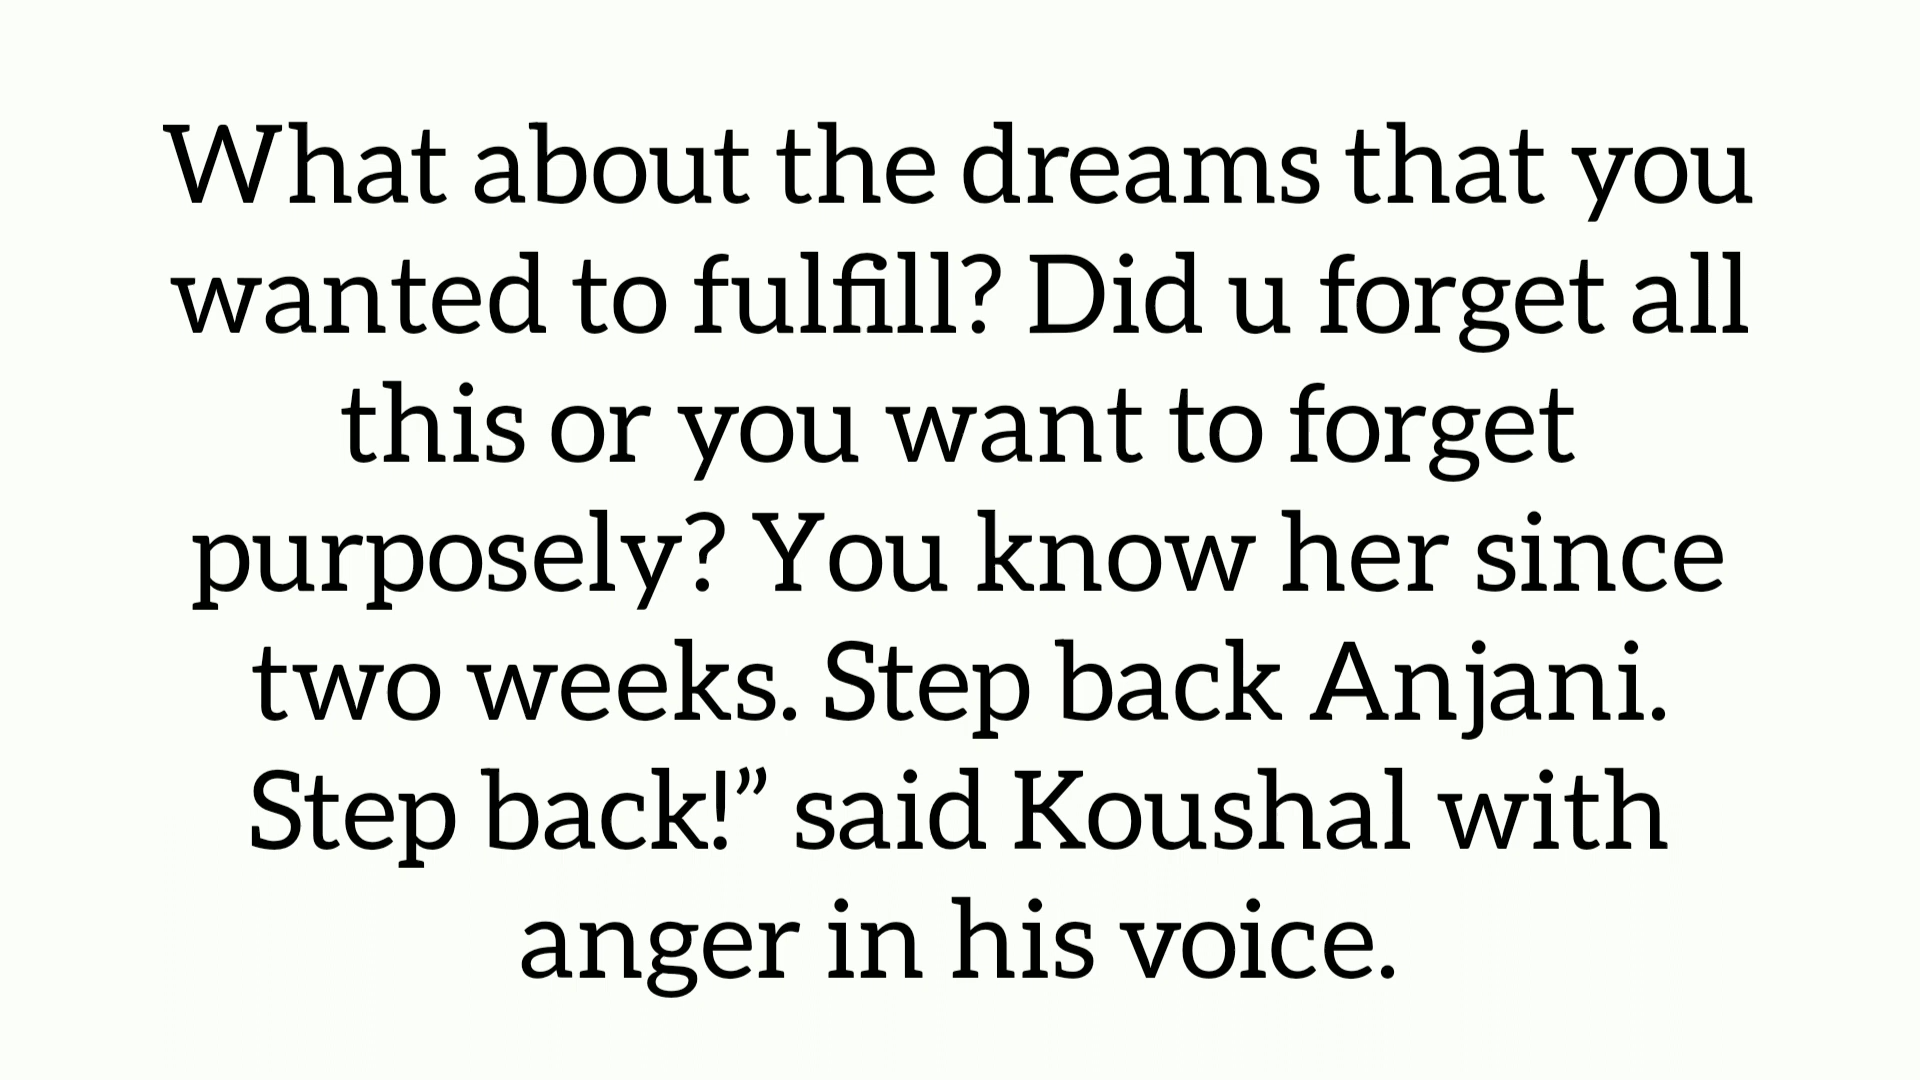 What about the dreams that you
wanted to fulfill? Did u forget all
this or you want to forget
purposely? You know her since
two weeks. Step back Anjani.
Step back!” said Koushal with
anger in his voice.